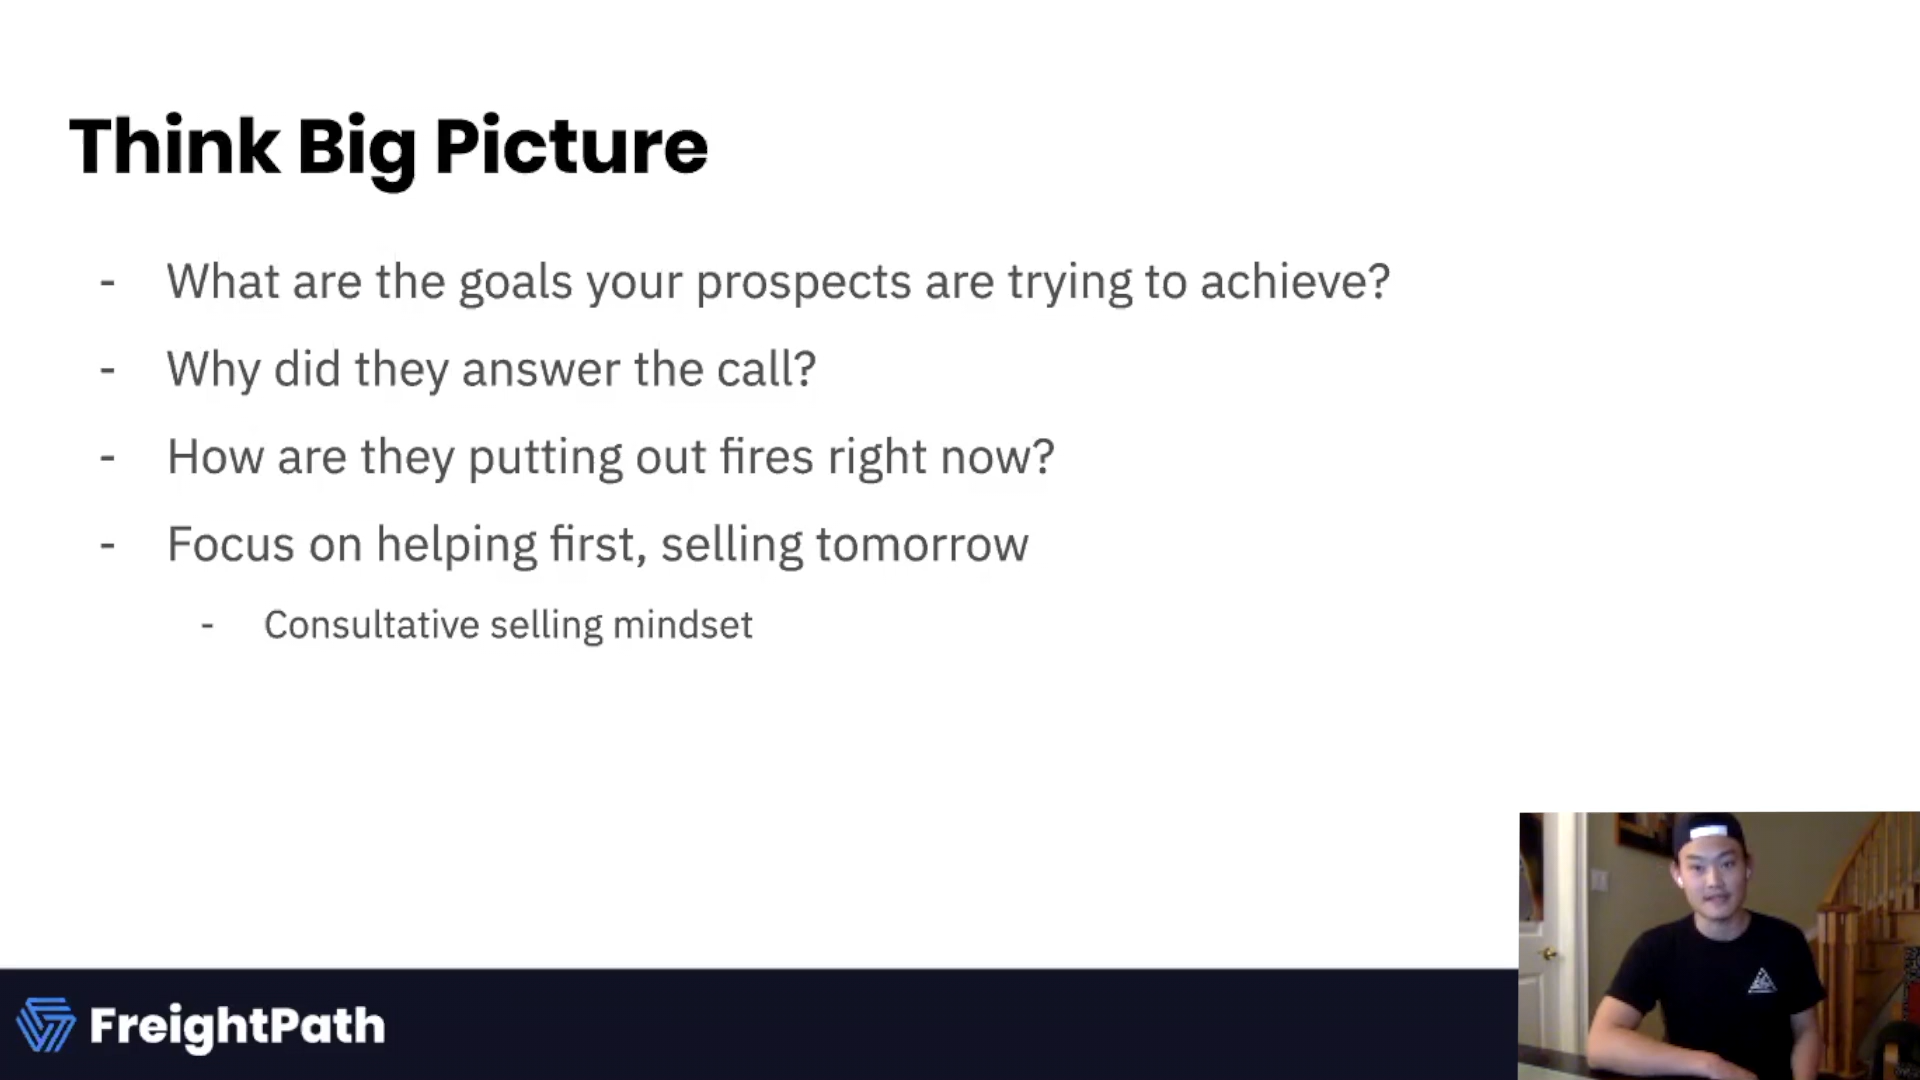 Think Big Picture
- What are the goals your prospects are trying to achieve?
- Why did they answer the call?
- How are they putting out fires right now?
- Focus on helping first, selling tomorrow
- Consultative selling mindset
FreightPath